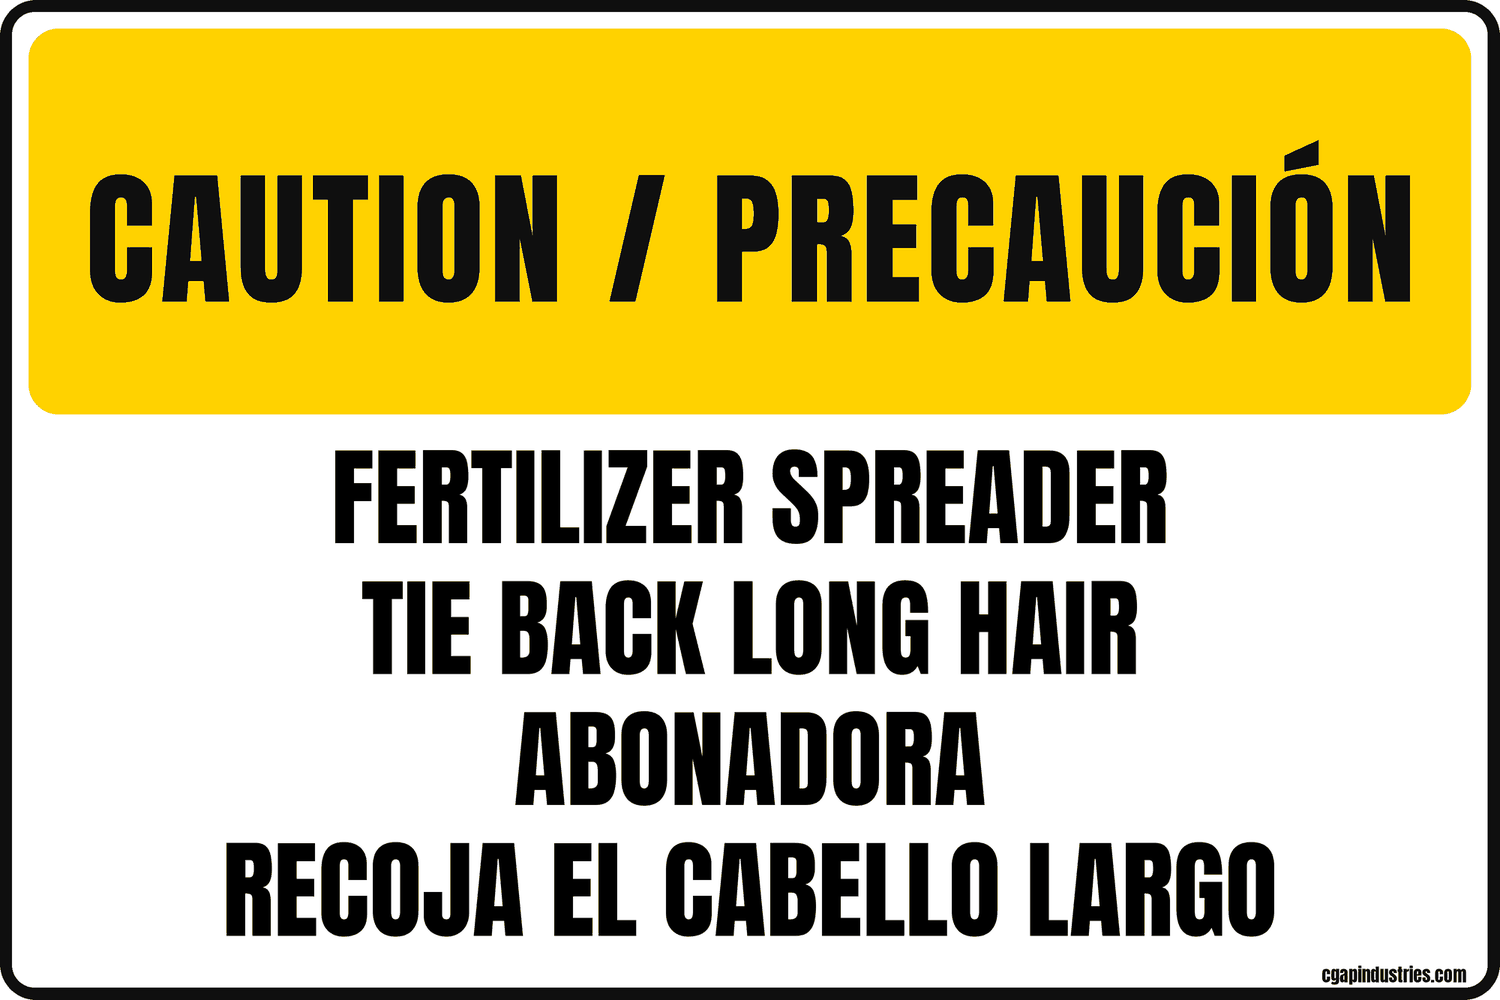 CAUTION / PRECAUCIÓN
FERTILIZER SPREADER
TIE BACK LONG HAIR
ABONADORA
RECOJA EL CABELLO LARGO
cgapindustries.com